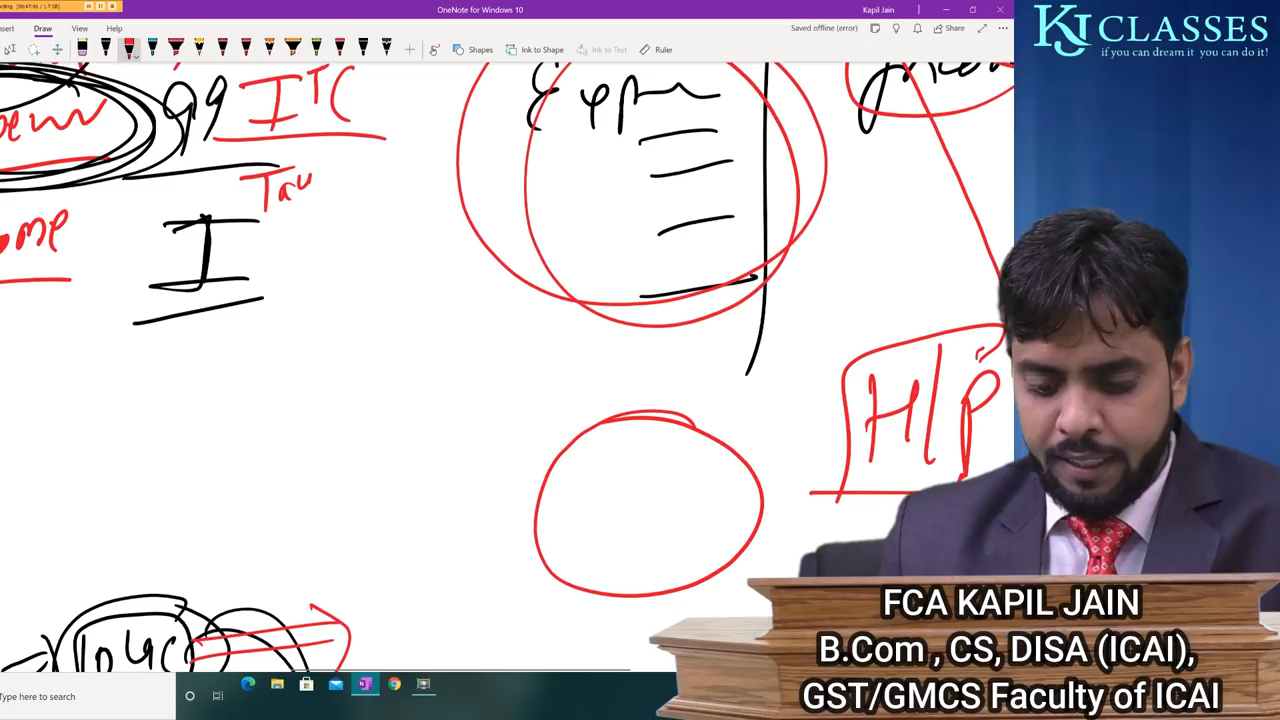 OneNote for Windows 10
Kapil Jain
Draw
View
Help
Saved offline (error)
Share
Shapes
Ink to Shape
Ink to Text
Ruler
KJ CLASSES
if you can dream it you can do it!
99 ITC
Tax
I
H/P
Type here to search
FCA KAPIL JAIN
B.Com , CS, DISA (ICAI),
GST/GMCS Faculty of ICAI